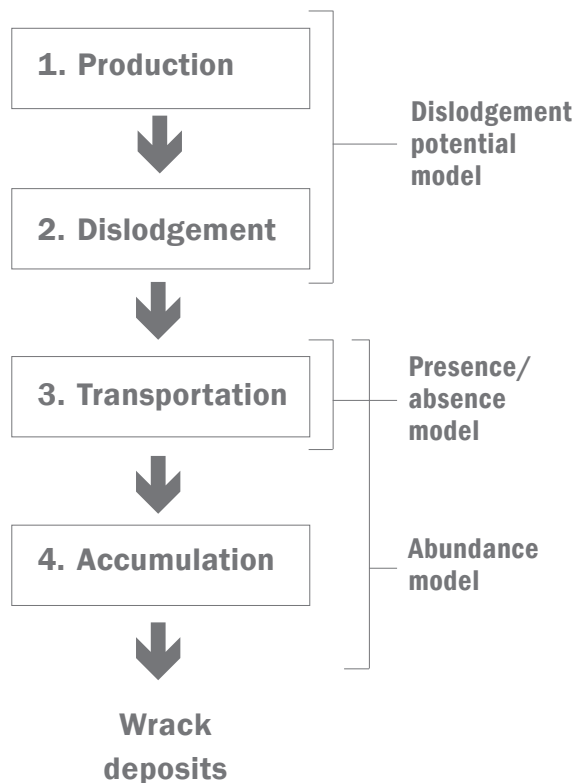 1. Production
Dislodgement
potential
model
2. Dislodgement
3. Transportation
Presence/
absence
model
4. Accumulation
Abundance
model
Wrack
deposits